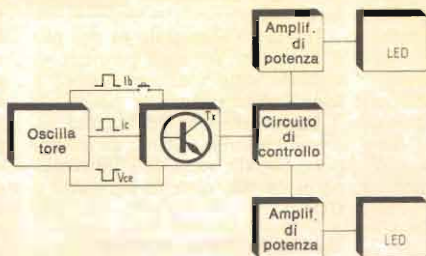 Amplif.
di
potenza
LED
Ib
Oscilla
tore
Ic
Tx
Circuito
di
controllo
Vce
Amplif.
di
potenza
LED